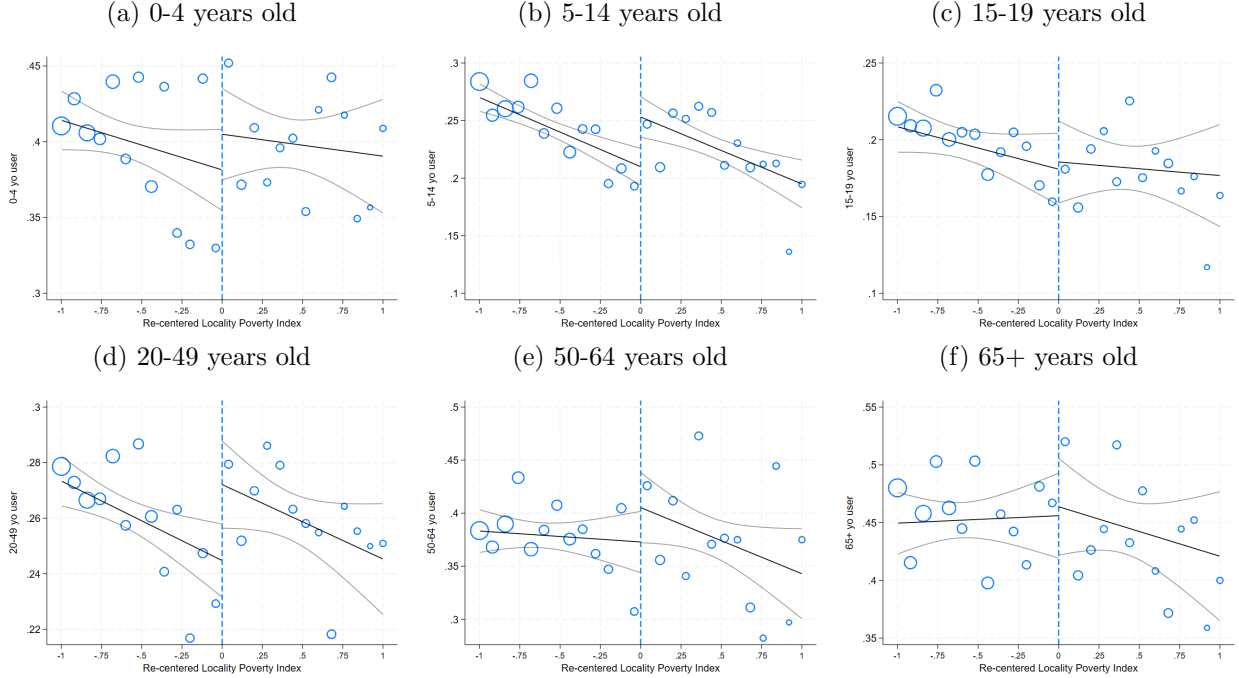 (a) 0-4 years old
0-4 yo user
.45
.4
.35
.3
-1 -.75 -.5 -.25 0 .25 .5 .75 1
Re-centered Locality Poverty Index
(b) 5-14 years old
5-14 yo user
.3
.25
.2
.15
.1
-1 -.75 -.5 -.25 0 .25 .5 .75 1
Re-centered Locality Poverty Index
(c) 15-19 years old
15-19 yo user
.25
.2
.15
.1
-1 -.75 -.5 -.25 0 .25 .5 .75 1
Re-centered Locality Poverty Index
(d) 20-49 years old
20-49 yo user
.3
.28
.26
.24
.22
-1 -.75 -.5 -.25 0 .25 .5 .75 1
Re-centered Locality Poverty Index
(e) 50-64 years old
50-64 yo user
.5
.4
.3
-1 -.75 -.5 -.25 0 .25 .5 .75 1
Re-centered Locality Poverty Index
(f) 65+ years old
65+ yo user
.55
.5
.45
.4
.35
-1 -.75 -.5 -.25 0 .25 .5 .75 1
Re-centered Locality Poverty Index